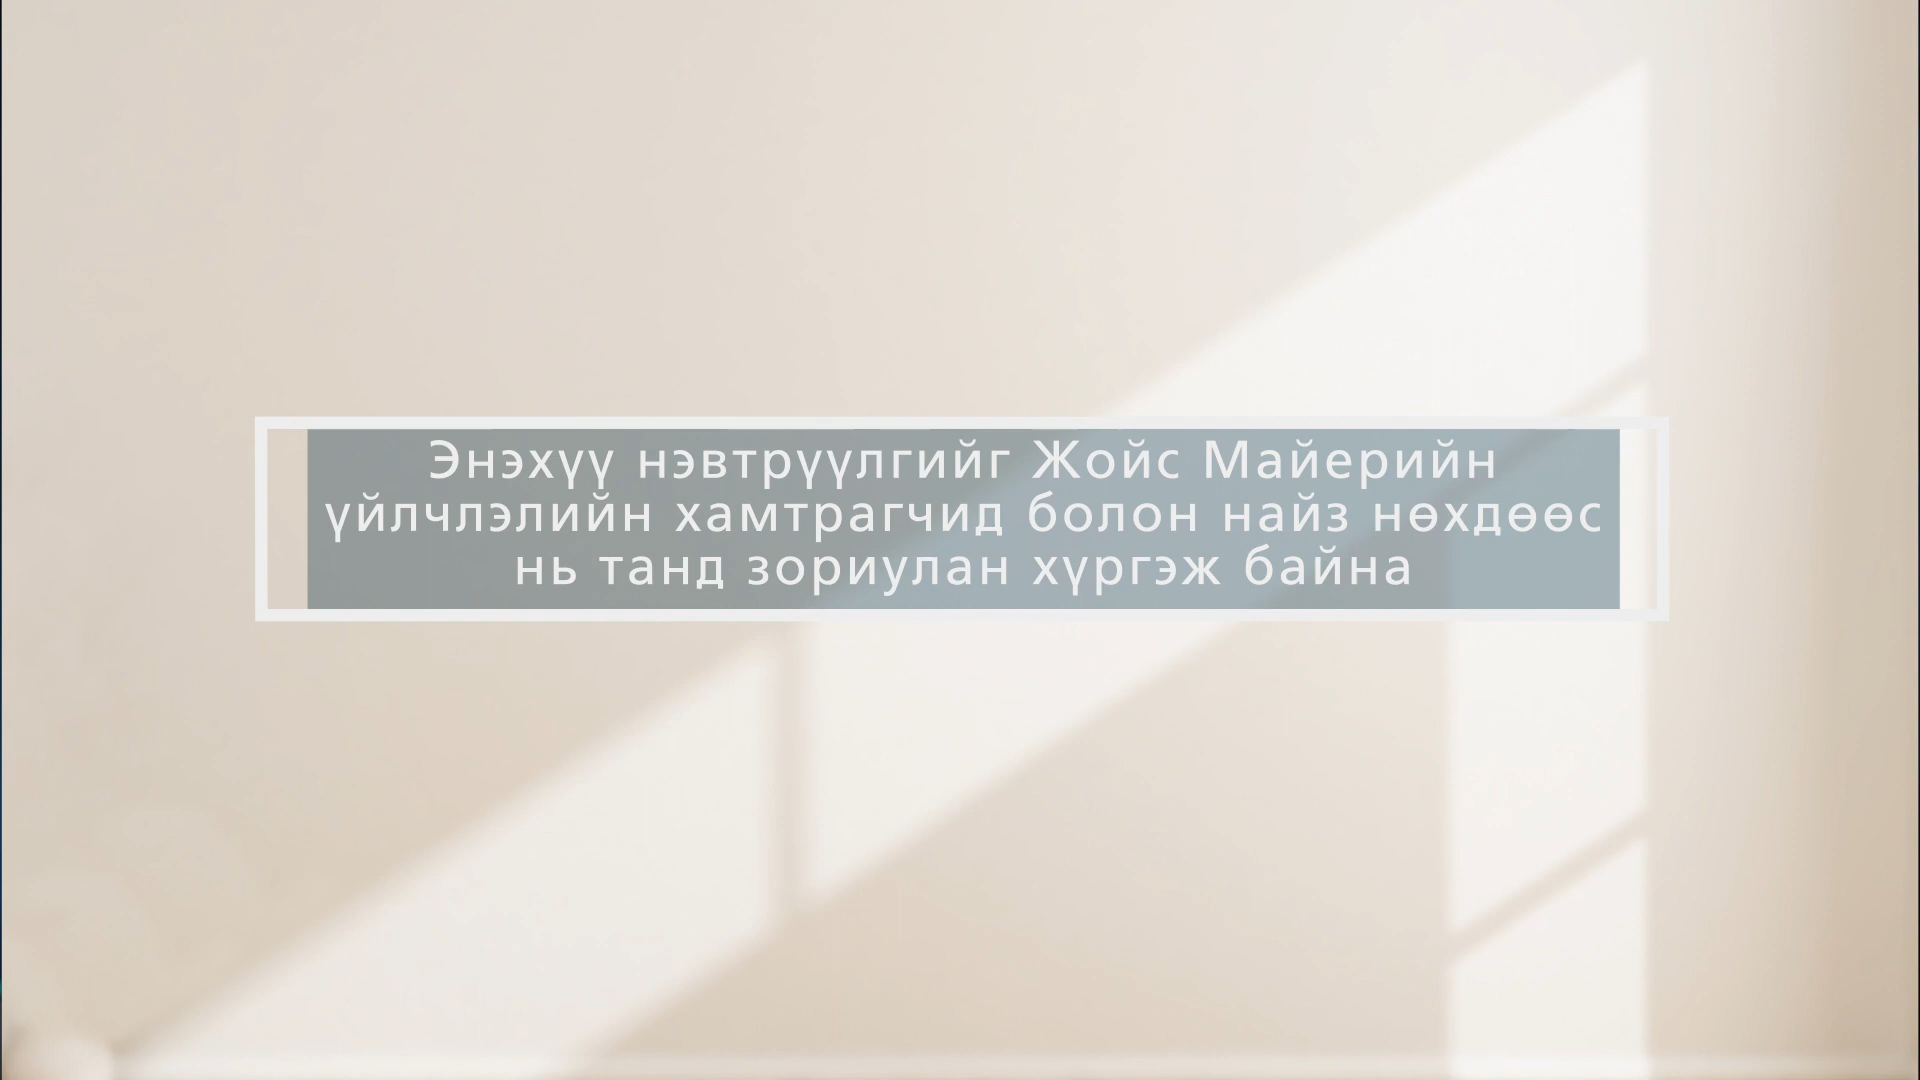 Энэхүү нэвтрүүлгийг Жойс Майерийн
үйлчлэлийн хамтрагчид болон найз нөхдөөс
нь танд зориулан хүргэж байна